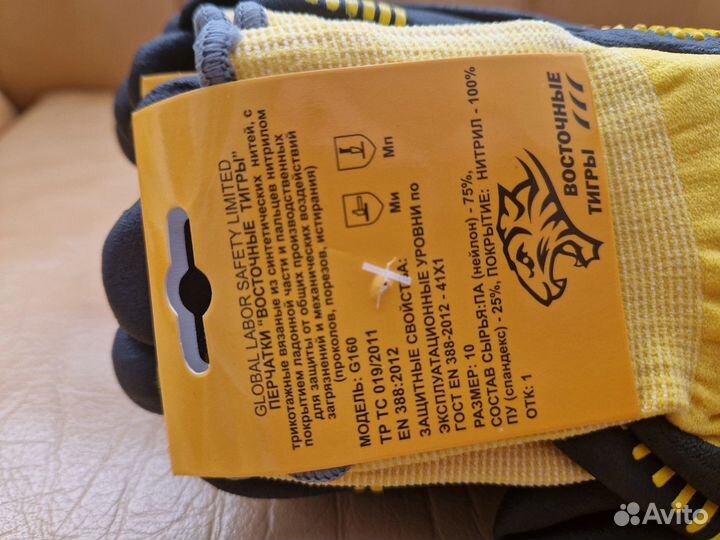 GLOBAL LABOR SAFETY LIMITED
ПЕРЧАТКИ "ВОСТОЧНЫЕ ТИГРЫ"
трикотажные вязаные из синтетических нитей, с
покрытием ладонной части и пальцев нитрилом
для защиты от общих производственных
загрязнений и механических воздействий
(проколов, порезов, истирания)
Ми Мп
МОДЕЛЬ: G160
ТР ТС 019/2011
EN 388:2012
ЗАЩИТНЫЕ СВОЙСТВА:
ЭКСПЛУАТАЦИОННЫЕ УРОВНИ по
ГОСТ EN 388-2012 - 41X1
РАЗМЕР: 10
СОСТАВ СЫРЬЯ:ПА (нейлон) - 75%,
ПУ (спандекс) - 25%, ПОКРЫТИЕ: НИТРИЛ - 100%
ОТК: 1
ВОСТОЧНЫЕ
ТИГРЫ 777
Avito